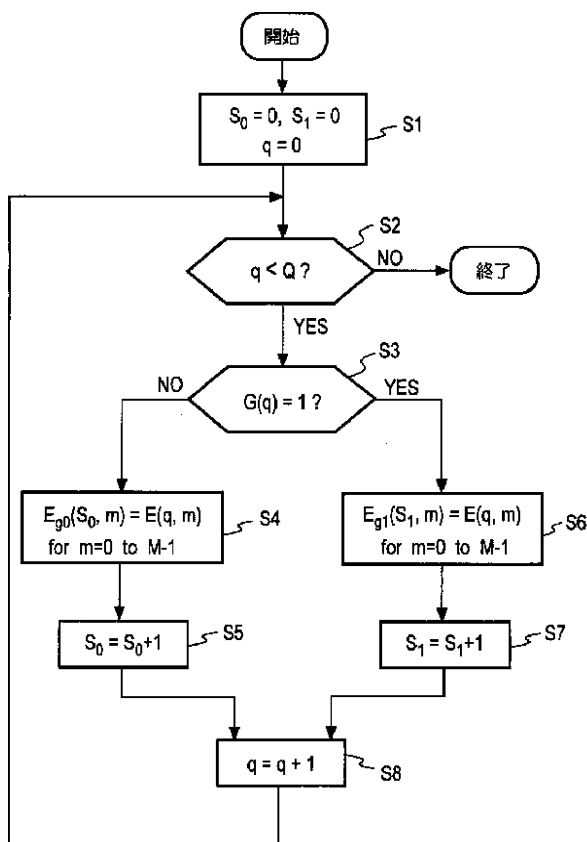 開始
S₀ = 0, S₁ = 0
q = 0
S1
S2
q < Q ?
NO
終了
YES
S3
NO
YES
G(q) = 1 ?
E_g0(S₀, m) = E(q, m)
for m=0 to M-1
S4
E_g1(S₁, m) = E(q, m)
for m=0 to M-1
S6
S₀ = S₀+1
S5
S₁ = S₁+1
S7
q = q + 1
S8